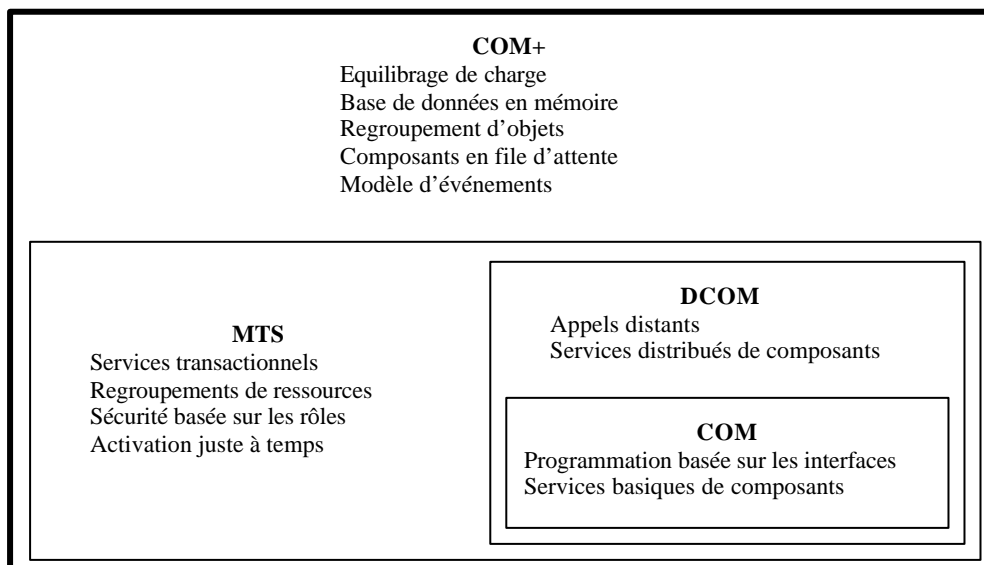 COM+
Equilibrage de charge
Base de données en mémoire
Regroupement d’objets
Composants en file d’attente
Modèle d’événements
MTS
Services transactionnels
Regroupements de ressources
Sécurité basée sur les rôles
Activation juste à temps
DCOM
Appels distants
Services distribués de composants
COM
Programmation basée sur les interfaces
Services basiques de composants